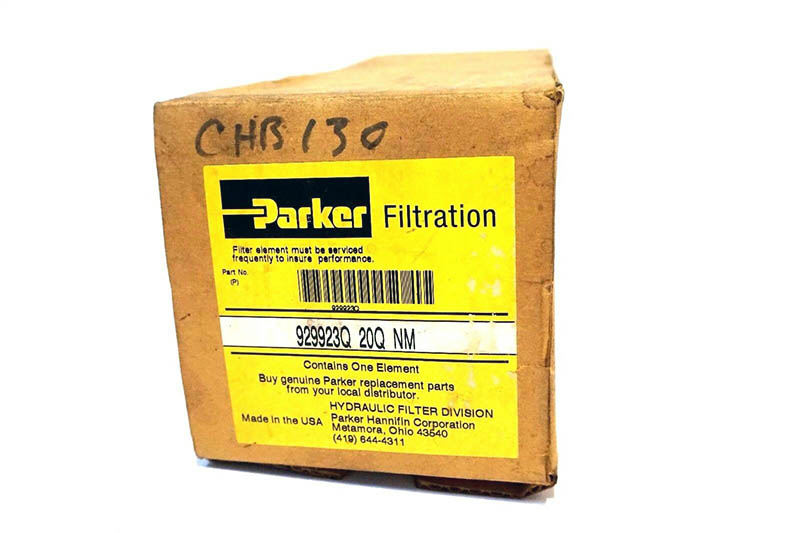 CHB 130
Parker Filtration
Filter element must be serviced
frequently to insure performance.
Part No.
(P)
929923Q
929923Q 20Q NM
Contains One Element
Buy genuine Parker replacement parts
from your local distributor.
HYDRAULIC FILTER DIVISION
Made in the USA Parker Hannifin Corporation
Metamora, Ohio 43540
(419) 644-4311